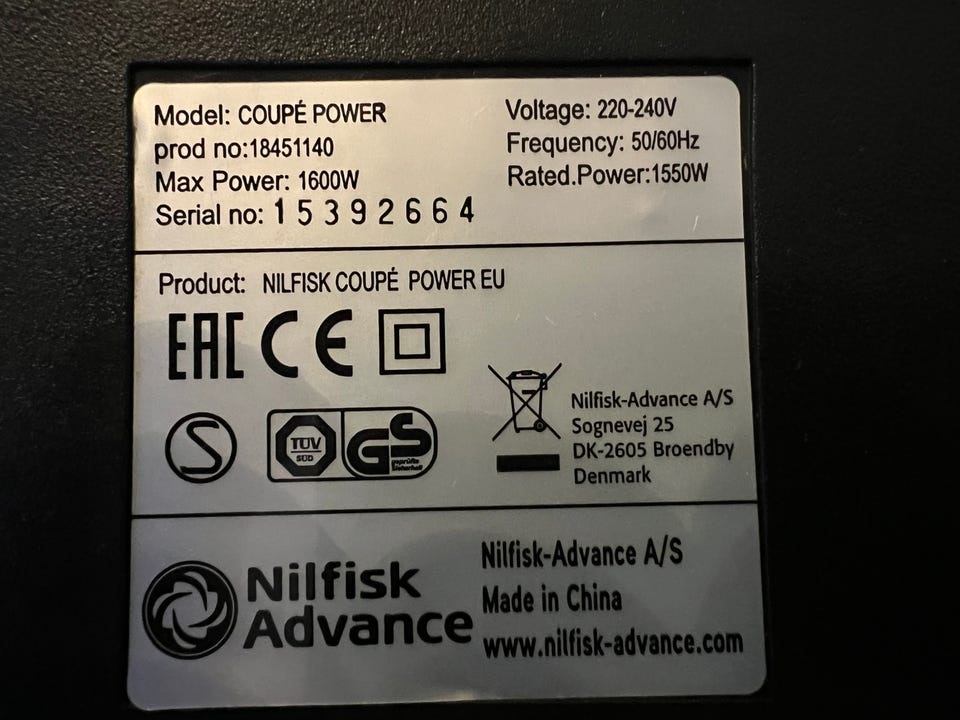 Model: COUPÉ POWER
prod no:18451140
Max Power: 1600W
Serial no: 15392664
Voltage: 220-240V
Frequency: 50/60Hz
Rated.Power:1550W
Product: NILFISK COUPÉ POWER EU
EAC CE
S
TÜV
SÜD
GS
geprüfte
Sicherheit
Nilfisk-Advance A/S
Sognevej 25
DK-2605 Broendby
Denmark
Nilfisk
Advance
Nilfisk-Advance A/S
Made in China
www.nilfisk-advance.com